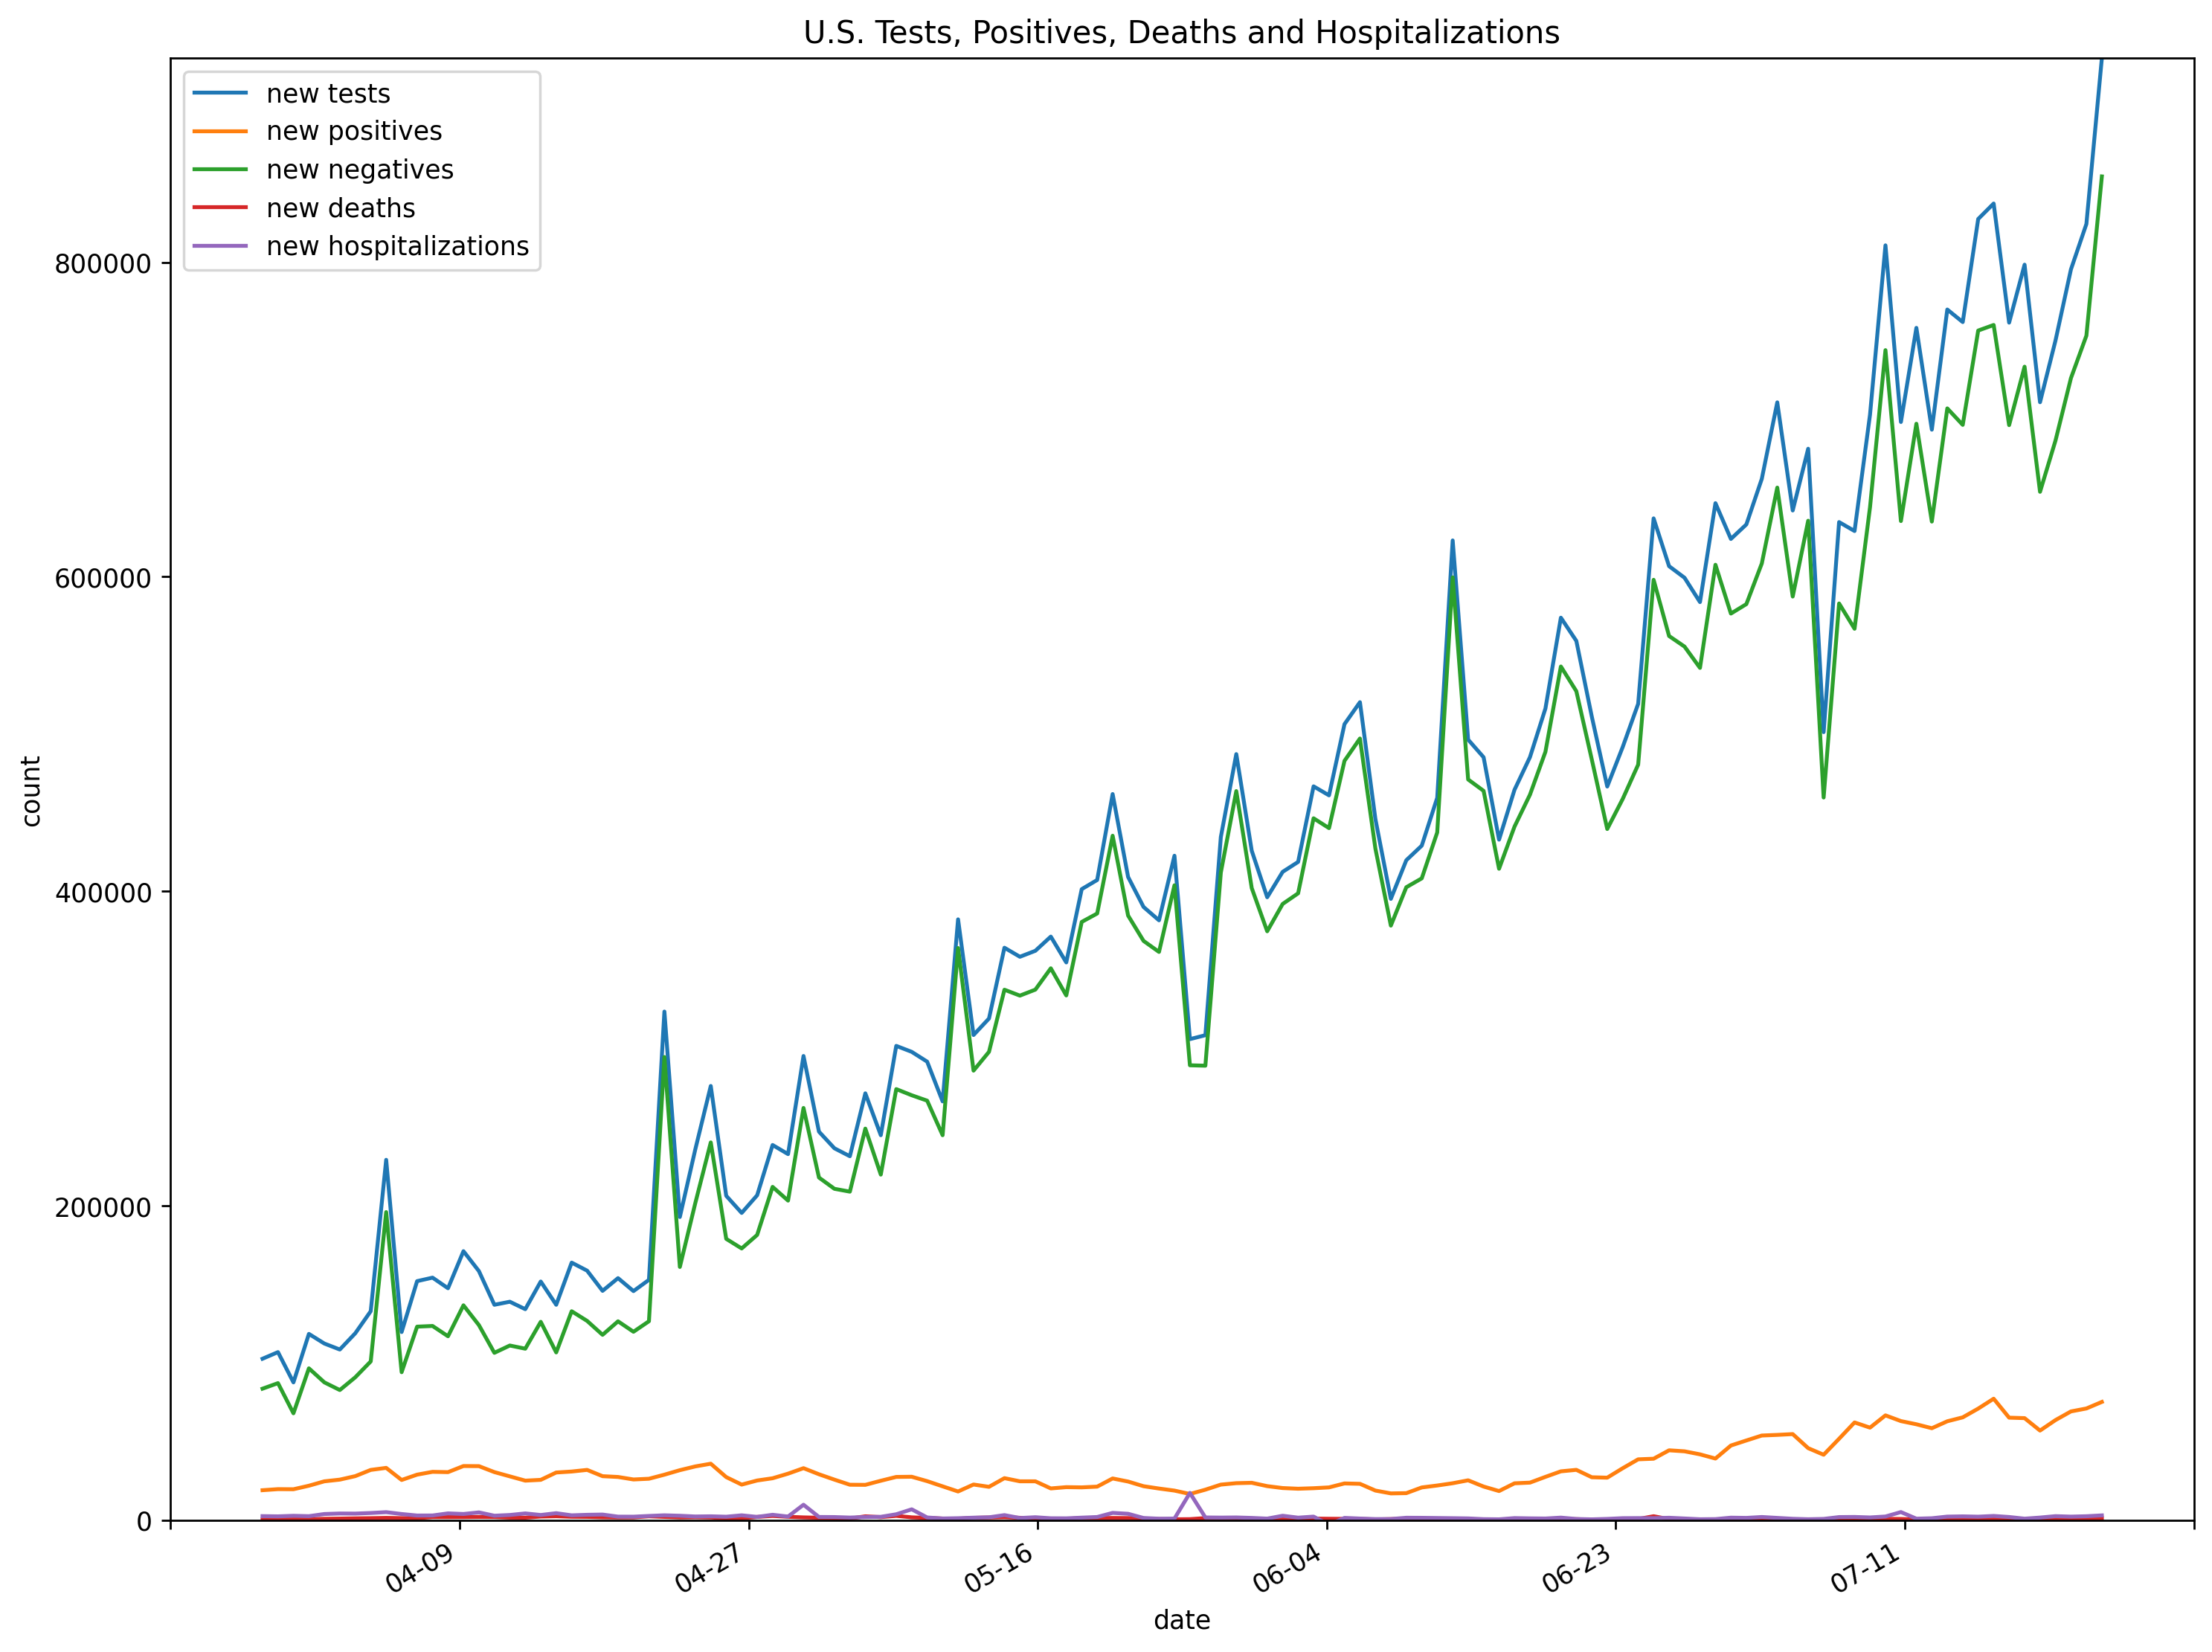 U.S. Tests, Positives, Deaths and Hospitalizations
new tests
new positives
new negatives
new deaths
new hospitalizations
800000
600000
400000
200000
0
count
04-09
04-27
05-16
06-04
06-23
07-11
date